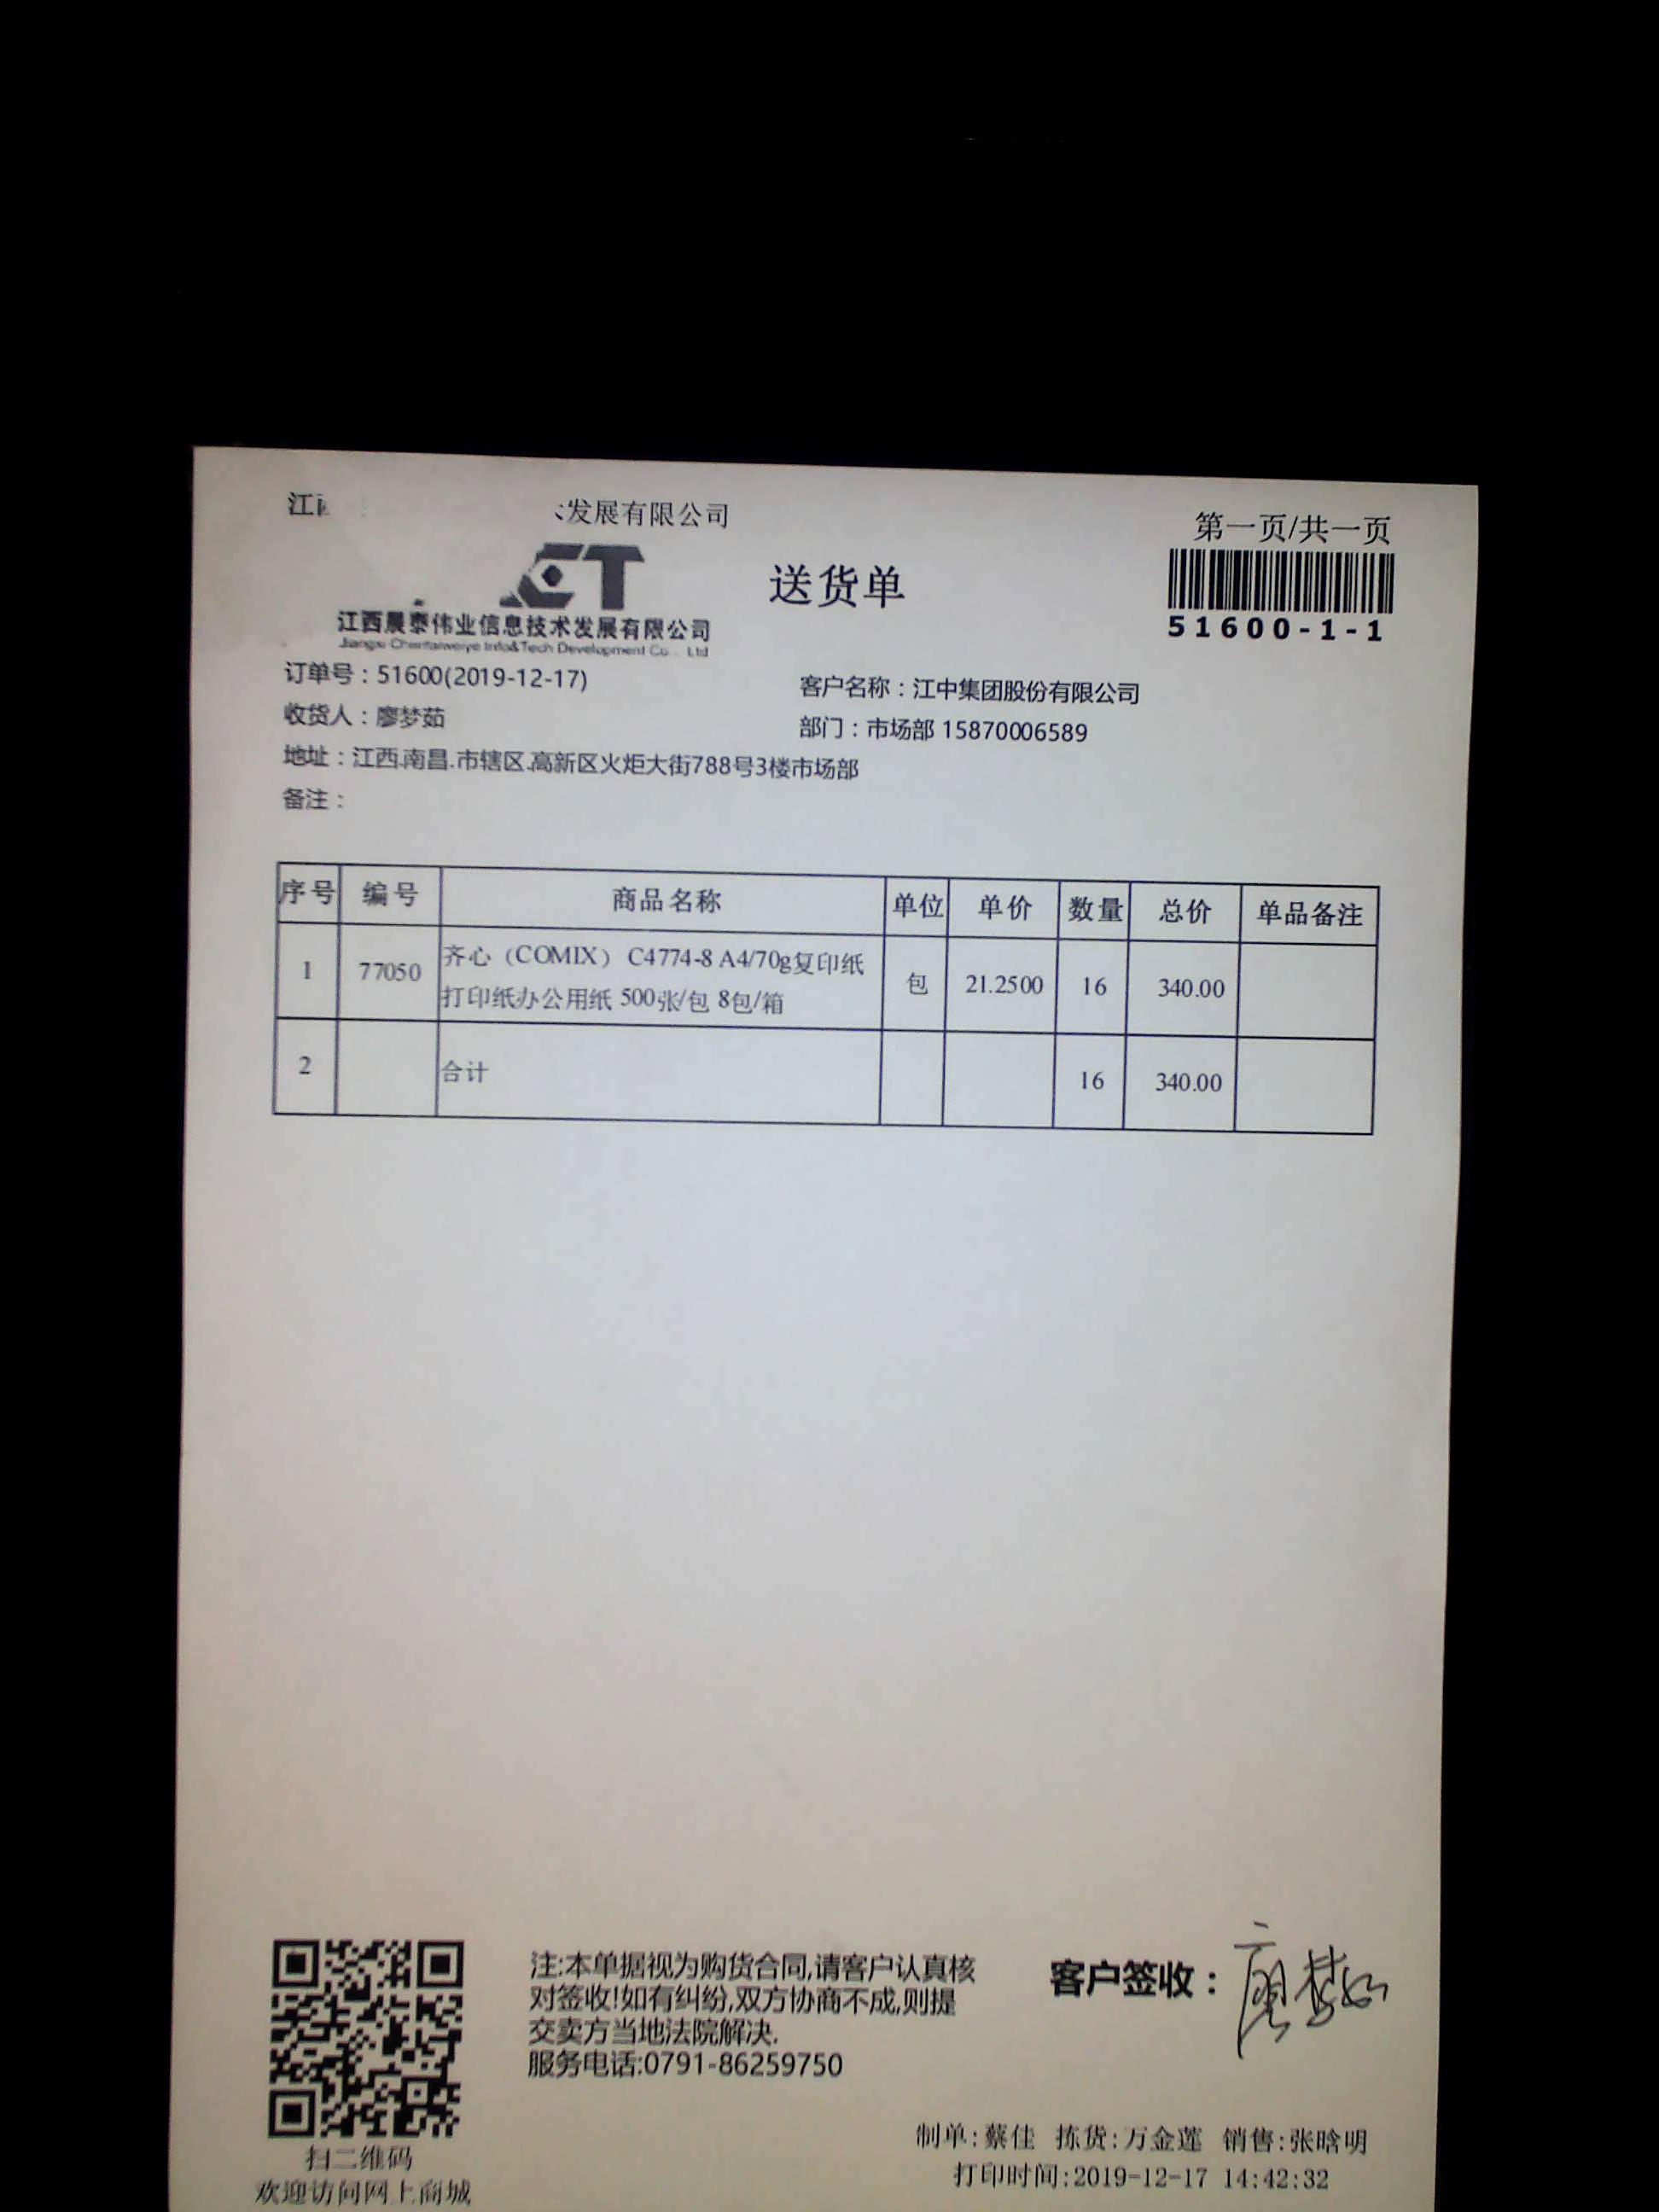 江 发展有限公司
第一页/共一页
CT
送货单
51600-1-1
江西晨泰伟业信息技术发展有限公司
Jiangxi Chentaiweiye Info&Tech Development Co., Ltd
订单号：51600(2019-12-17)
客户名称：江中集团股份有限公司
收货人：廖梦茹
部门：市场部 15870006589
地址：江西.南昌.市辖区.高新区火炬大街788号3楼市场部
备注：
序号 编号 商品名称 单位 单价 数量 总价 单品备注
1 77050 齐心（COMIX） C4774-8 A4/70g复印纸 包 21.2500 16 340.00
打印纸办公用纸 500张/包 8包/箱
2 合计 16 340.00
注:本单据视为购货合同,请客户认真核
对签收!如有纠纷,双方协商不成,则提
交卖方当地法院解决.
服务电话:0791-86259750
客户签收：廖梦茹
扫二维码
欢迎访问网上商城
制单:蔡佳 拣货:万金莲 销售:张晗明
打印时间:2019-12-17 14:42:32